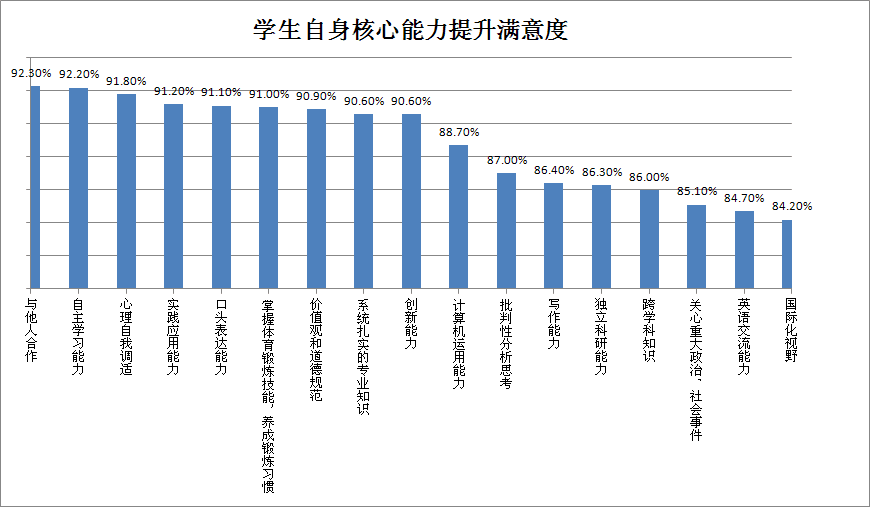 学生自身核心能力提升满意度
92.30%
92.20%
91.80%
91.20%
91.10%
91.00%
90.90%
90.60%
90.60%
88.70%
87.00%
86.40%
86.30%
86.00%
85.10%
84.70%
84.20%
与他人合作
自主学习能力
心理自我调适
实践应用能力
口头表达能力
掌握体育锻炼技能，养成锻炼习惯
价值观和道德规范
系统扎实的专业知识
创新能力
计算机运用能力
批判性分析思考
写作能力
独立科研能力
跨学科知识
关心重大政治，社会事件
英语交流能力
国际化视野